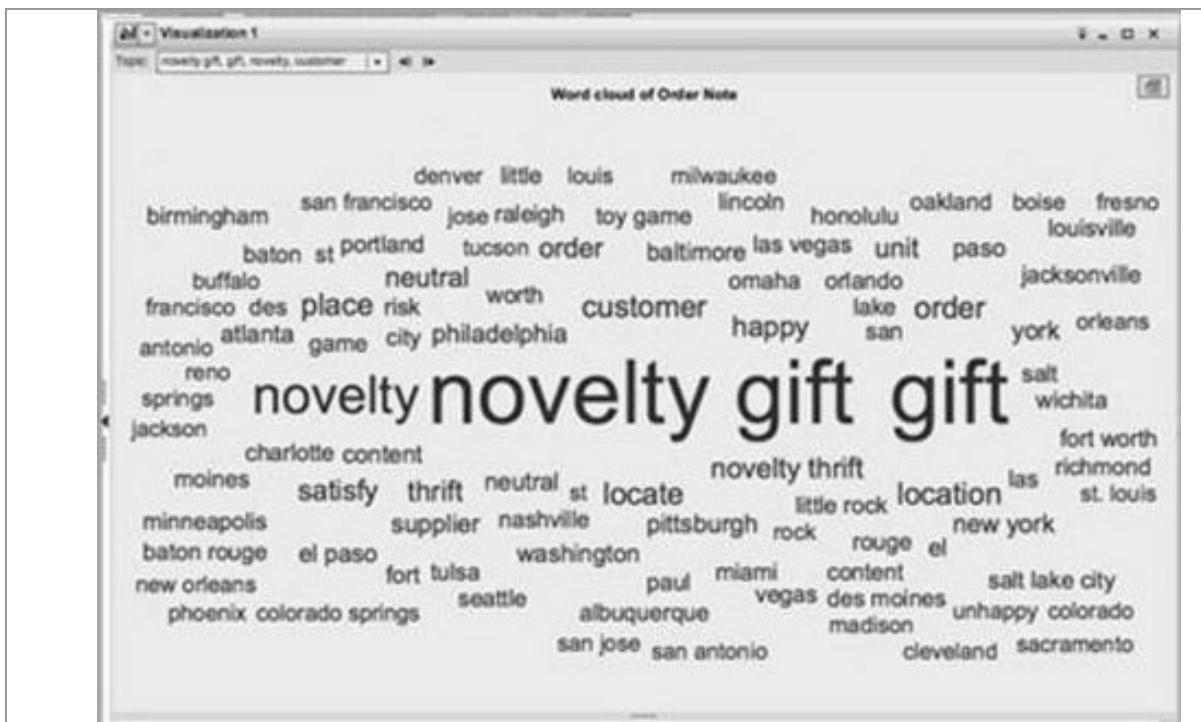 Visualization 1
Topic: novelty gift, gift, novelty, customer
Word cloud of Order Note
denver little louis milwaukee
birmingham san francisco jose raleigh toy game lincoln honolulu oakland boise fresno
louisville
baton st portland tucson order baltimore las vegas unit paso
buffalo neutral omaha orlando jacksonville
francisco des place risk worth customer lake order
antonio atlanta game city philadelphia happy san york orleans
reno salt
springs novelty novelty gift gift wichita
jackson
charlotte content fort worth
moines novelty thrift richmond
satisfy thrift neutral st locate little rock location las st. louis
minneapolis supplier nashville pittsburgh rock new york
baton rouge el paso washington rouge el
new orleans fort tulsa paul miami content salt lake city
phoenix colorado springs seattle albuquerque vegas des moines unhappy colorado
madison
san jose san antonio cleveland sacramento